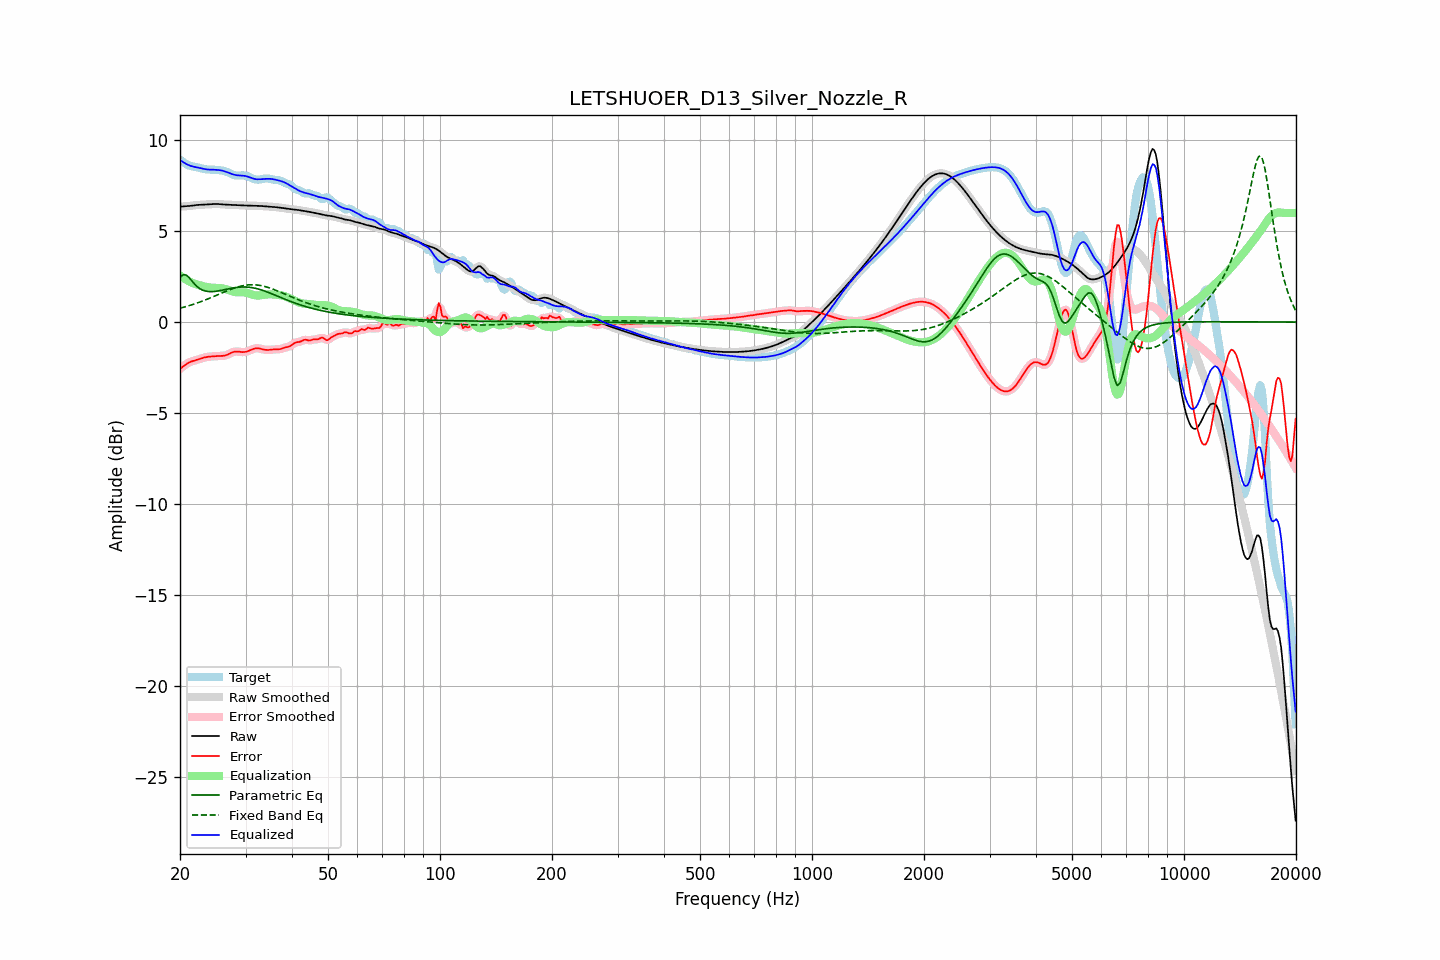 LETSHUOER_D13_Silver_Nozzle_R
10
5
0
−5
−10
−15
−20
−25
Amplitude (dBr)
Target
Raw Smoothed
Error Smoothed
Raw
Error
Equalization
Parametric Eq
Fixed Band Eq
Equalized
20 50 100 200 500 1000 2000 5000 10000 20000
Frequency (Hz)